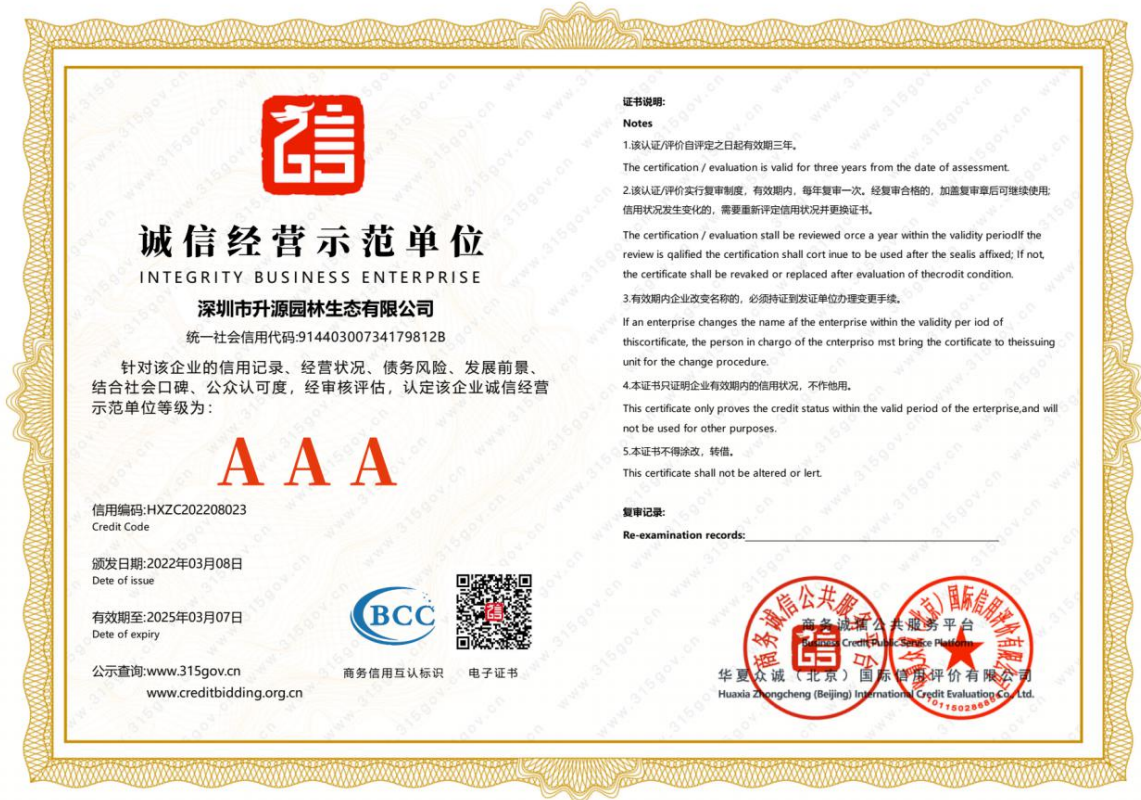 诚信经营示范单位
INTEGRITY BUSINESS ENTERPRISE
深圳市升源园林生态有限公司
统一社会信用代码:91440300734179812B
针对该企业的信用记录、经营状况、债务风险、发展前景、
结合社会口碑、公众认可度，经审核评估，认定该企业诚信经营
示范单位等级为：
AAA
信用编码:HXZC202208023
Credit Code
颁发日期:2022年03月08日
Dete of issue
有效期至:2025年03月07日
Dete of expiry
公示查询:www.315gov.cn
www.creditbidding.org.cn
BCC
商务信用互认标识
电子证书
证书说明:
Notes
1.该认证/评价自评定之日起有效期三年。
The certification / evaluation is valid for three years from the date of assessment.
2.该认证/评价实行复审制度，有效期内，每年复审一次。经复审合格的，加盖复审章后可继续使用;
信用状况发生变化的，需要重新评定信用状况并更换证书。
The certification / evaluation stall be reviewed orce a year within the validity periodIf the
review is qalified the certification shall cort inue to be used after the sealis affixed; If not,
the certificate shall be revaked or replaced after evaluation of thecrodit condition.
3.有效期内企业改变名称的，必须持证到发证单位办理变更手续。
If an enterprise changes the name af the enterprise within the validity per iod of
thiscortificate, the person in chargo of the cnterpriso mst bring the cortificate to theissuing
unit for the change procedure.
4.本证书只证明企业有效期内的信用状况，不作他用。
This certificate only proves the credit status within the valid period of the erterprise,and will
not be used for other purposes.
5.本证书不得涂改，转借。
This certificate shall not be altered or lert.
复审记录:
Re-examination records:
商务诚信公共服务平台
Business Credit Public Service Platform
华夏众诚（北京）国际信用评价有限公司
Huaxia Zhongcheng (Beijing) International Credit Evaluation Co., Ltd.
商务诚信公共服务平台
信
www.315gov.cn